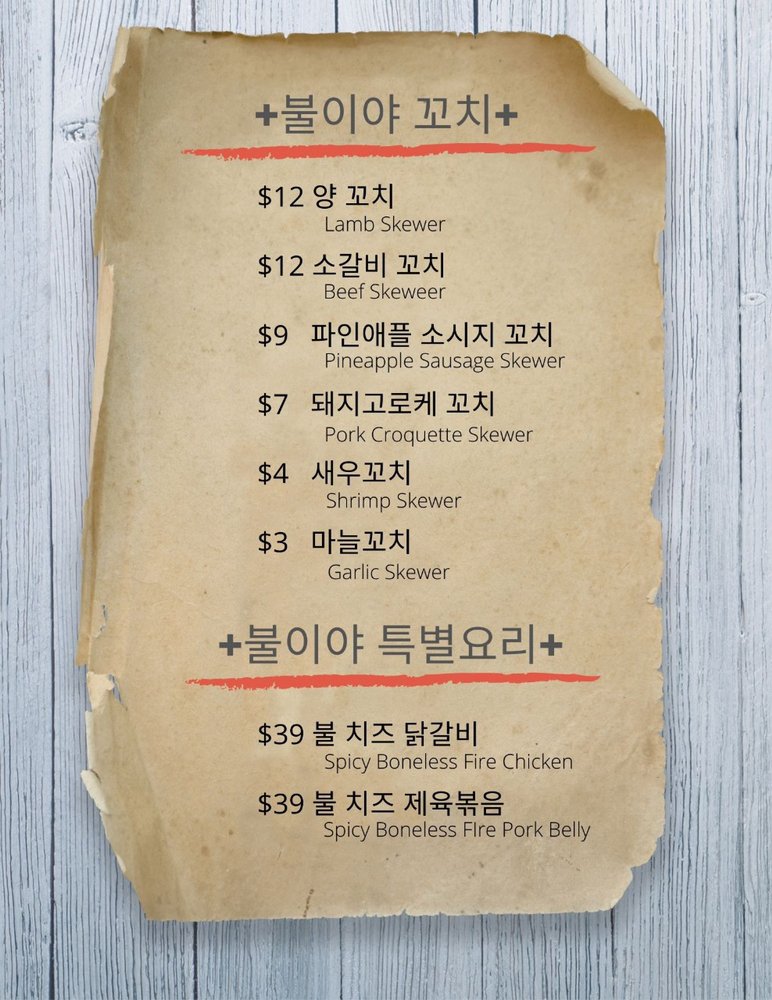 +불이야 꼬치+
$12 양 꼬치
Lamb Skewer
$12 소갈비 꼬치
Beef Skeweer
$9 파인애플 소시지 꼬치
Pineapple Sausage Skewer
$7 돼지고로케 꼬치
Pork Croquette Skewer
$4 새우꼬치
Shrimp Skewer
$3 마늘꼬치
Garlic Skewer
+불이야 특별요리+
$39 불 치즈 닭갈비
Spicy Boneless Fire Chicken
$39 불 치즈 제육볶음
Spicy Boneless FIre Pork Belly